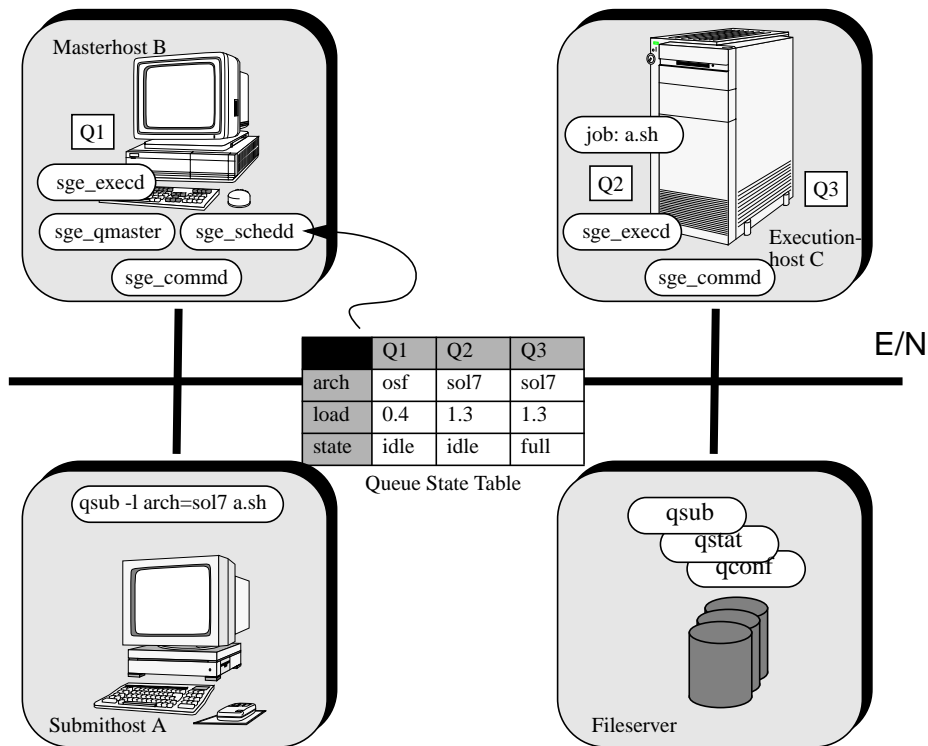 Masterhost B
Q1
sge_execd
sge_qmaster
sge_schedd
sge_commd
job: a.sh
Q2
Q3
sge_execd
Execution-
host C
sge_commd
E/N
Q1 Q2 Q3
arch osf sol7 sol7
load 0.4 1.3 1.3
state idle idle full
Queue State Table
qsub -l arch=sol7 a.sh
Submithost A
qsub
qstat
qconf
Fileserver